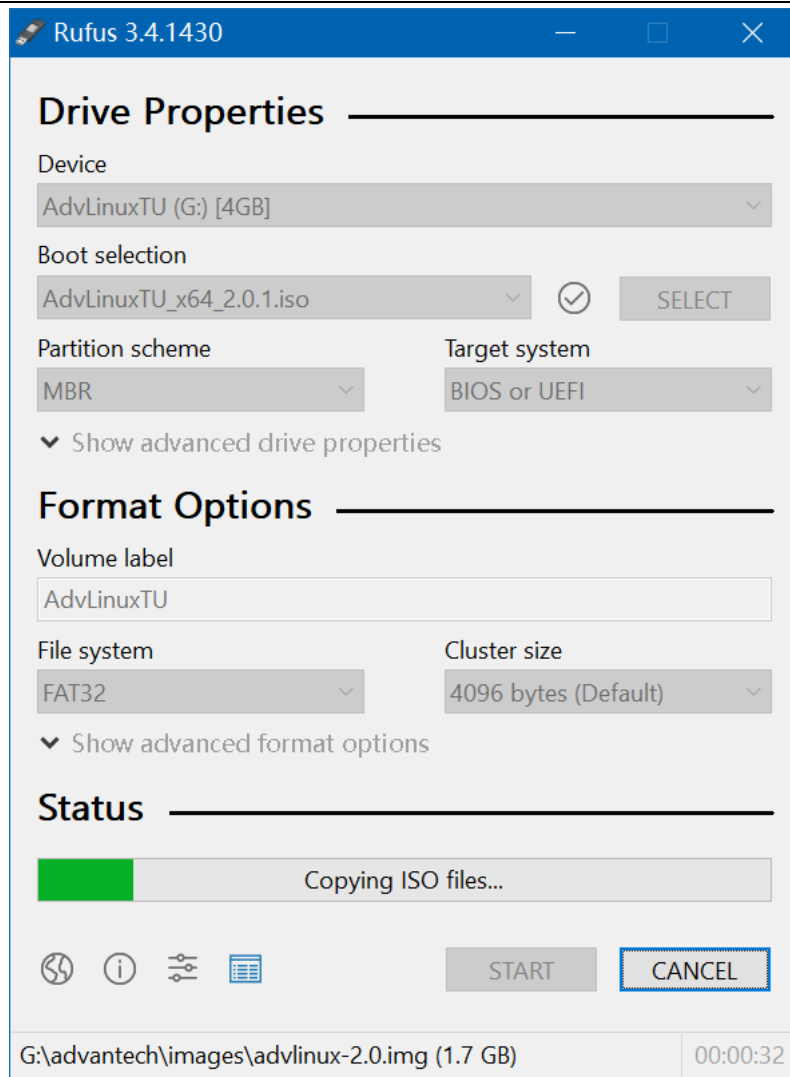 Rufus 3.4.1430
Drive Properties
Device
AdvLinuxTU (G:) [4GB]
Boot selection
AdvLinuxTU_x64_2.0.1.iso
SELECT
Partition scheme
Target system
MBR
BIOS or UEFI
Show advanced drive properties
Format Options
Volume label
AdvLinuxTU
File system
Cluster size
FAT32
4096 bytes (Default)
Show advanced format options
Status
Copying ISO files...
START
CANCEL
G:\advantech\images\advlinux-2.0.img (1.7 GB)
00:00:32